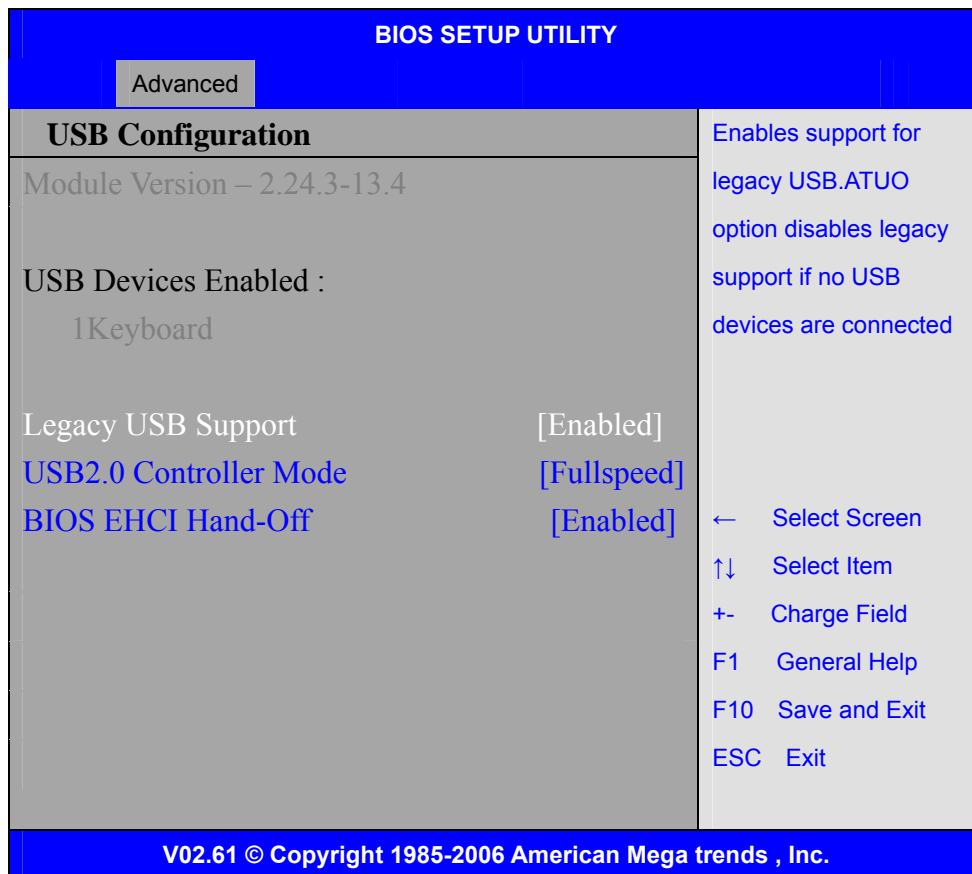 BIOS SETUP UTILITY
Advanced
USB Configuration
Module Version – 2.24.3-13.4
USB Devices Enabled :
1Keyboard
Legacy USB Support [Enabled]
USB2.0 Controller Mode [Fullspeed]
BIOS EHCI Hand-Off [Enabled]
Enables support for
legacy USB.ATUO
option disables legacy
support if no USB
devices are connected
← Select Screen
↑↓ Select Item
+- Charge Field
F1 General Help
F10 Save and Exit
ESC Exit
V02.61 © Copyright 1985-2006 American Mega trends , Inc.